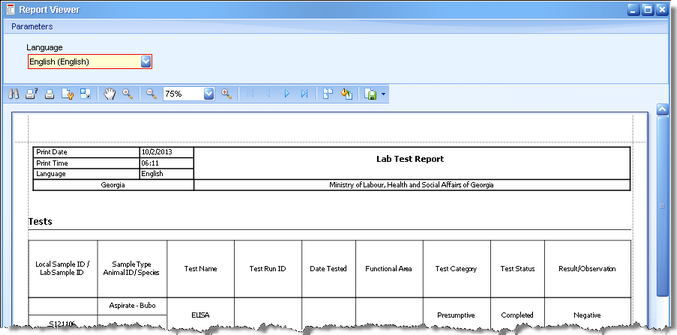 Report Viewer
Parameters
Language
English (English)
75%
Print Date 10/2/2013
Print Time 06:11
Language English
Lab Test Report
Georgia Ministry of Labour, Health and Social Affairs of Georgia
Tests
Local Sample ID / Lab Sample ID
Sample Type Animal ID/ Species
Test Name
Test Run ID
Date Tested
Functional Area
Test Category
Test Status
Result/Observation
Aspirate - Bubo
ELISA
Presumptive
Completed
Negative